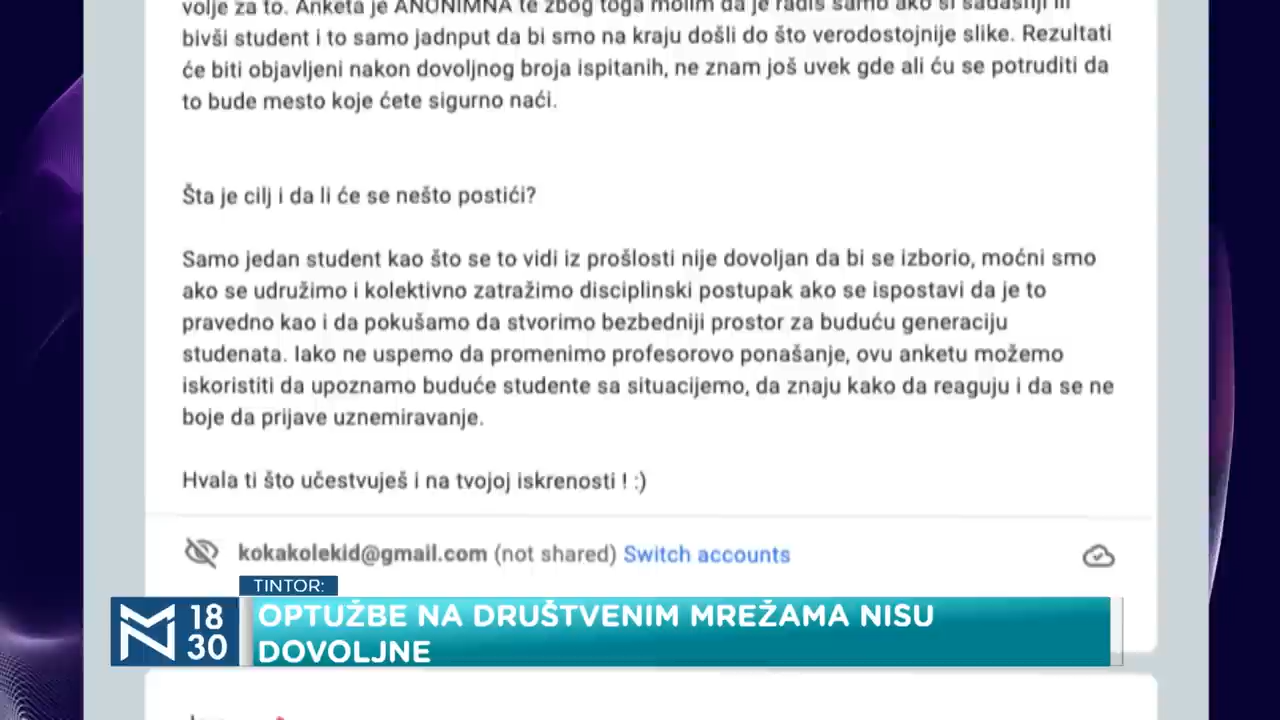 volje za to. Anketa je ANONIMNA te zbog toga molim da je radiš samo ako si sadašnji ili
bivši student i to samo jadnput da bi smo na kraju došli do što verodostojnije slike. Rezultati
će biti objavljeni nakon dovoljnog broja ispitanih, ne znam još uvek gde ali ću se potruditi da
to bude mesto koje ćete sigurno naći.
Šta je cilj i da li će se nešto postići?
Samo jedan student kao što se to vidi iz prošlosti nije dovoljan da bi se izborio, moćni smo
ako se udružimo i kolektivno zatražimo disciplinski postupak ako se ispostavi da je to
pravedno kao i da pokušamo da stvorimo bezbedniji prostor za buduću generaciju
studenata. Iako ne uspemo da promenimo profesorovo ponašanje, ovu anketu možemo
iskoristiti da upoznamo buduće studente sa situacijemo, da znaju kako da reaguju i da se ne
boje da prijave uznemiravanje.
Hvala ti što učestvuješ i na tvojoj iskrenosti ! :)
kokakolekid@gmail.com (not shared) Switch accounts
TINTOR:
18
30
OPTUŽBE NA DRUŠTVENIM MREŽAMA NISU
DOVOLJNE